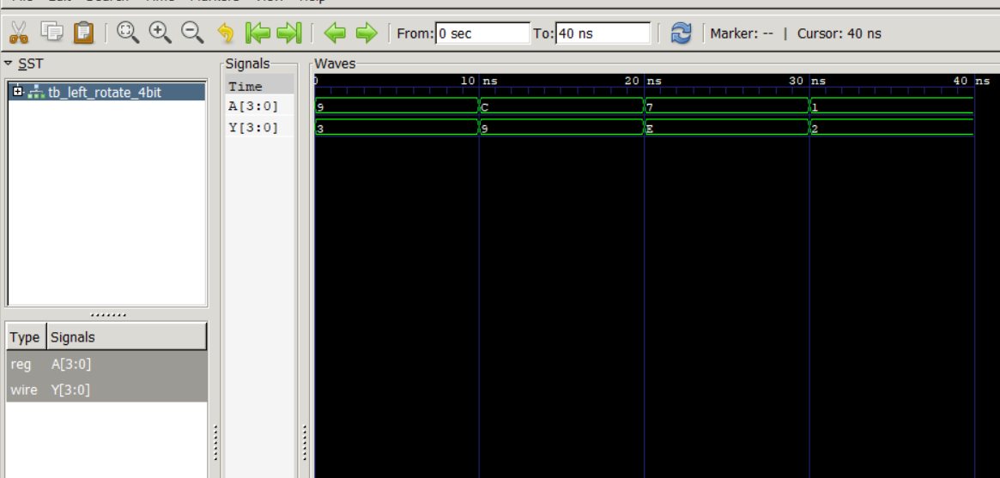 From: 0 sec To: 40 ns Marker: -- | Cursor: 40 ns
SST
tb_left_rotate_4bit
Type Signals
reg A[3:0]
wire Y[3:0]
Signals
Time
A[3:0]
Y[3:0]
Waves
0 10 ns 20 ns 30 ns 40 ns
9 C 7 1
3 9 E 2